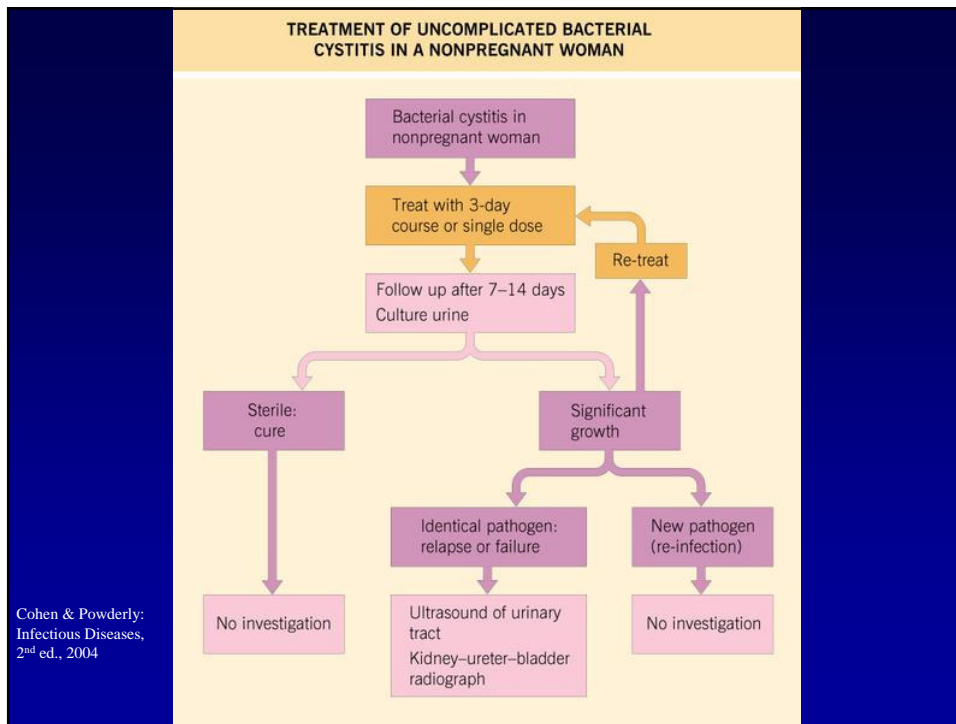 TREATMENT OF UNCOMPLICATED BACTERIAL
CYSTITIS IN A NONPREGNANT WOMAN
Bacterial cystitis in
nonpregnant woman
Treat with 3-day
course or single dose
Re-treat
Follow up after 7–14 days
Culture urine
Sterile:
cure
Significant
growth
Identical pathogen:
relapse or failure
New pathogen
(re-infection)
No investigation
Ultrasound of urinary
tract
Kidney–ureter–bladder
radiograph
No investigation
Cohen & Powderly:
Infectious Diseases,
2nd ed., 2004